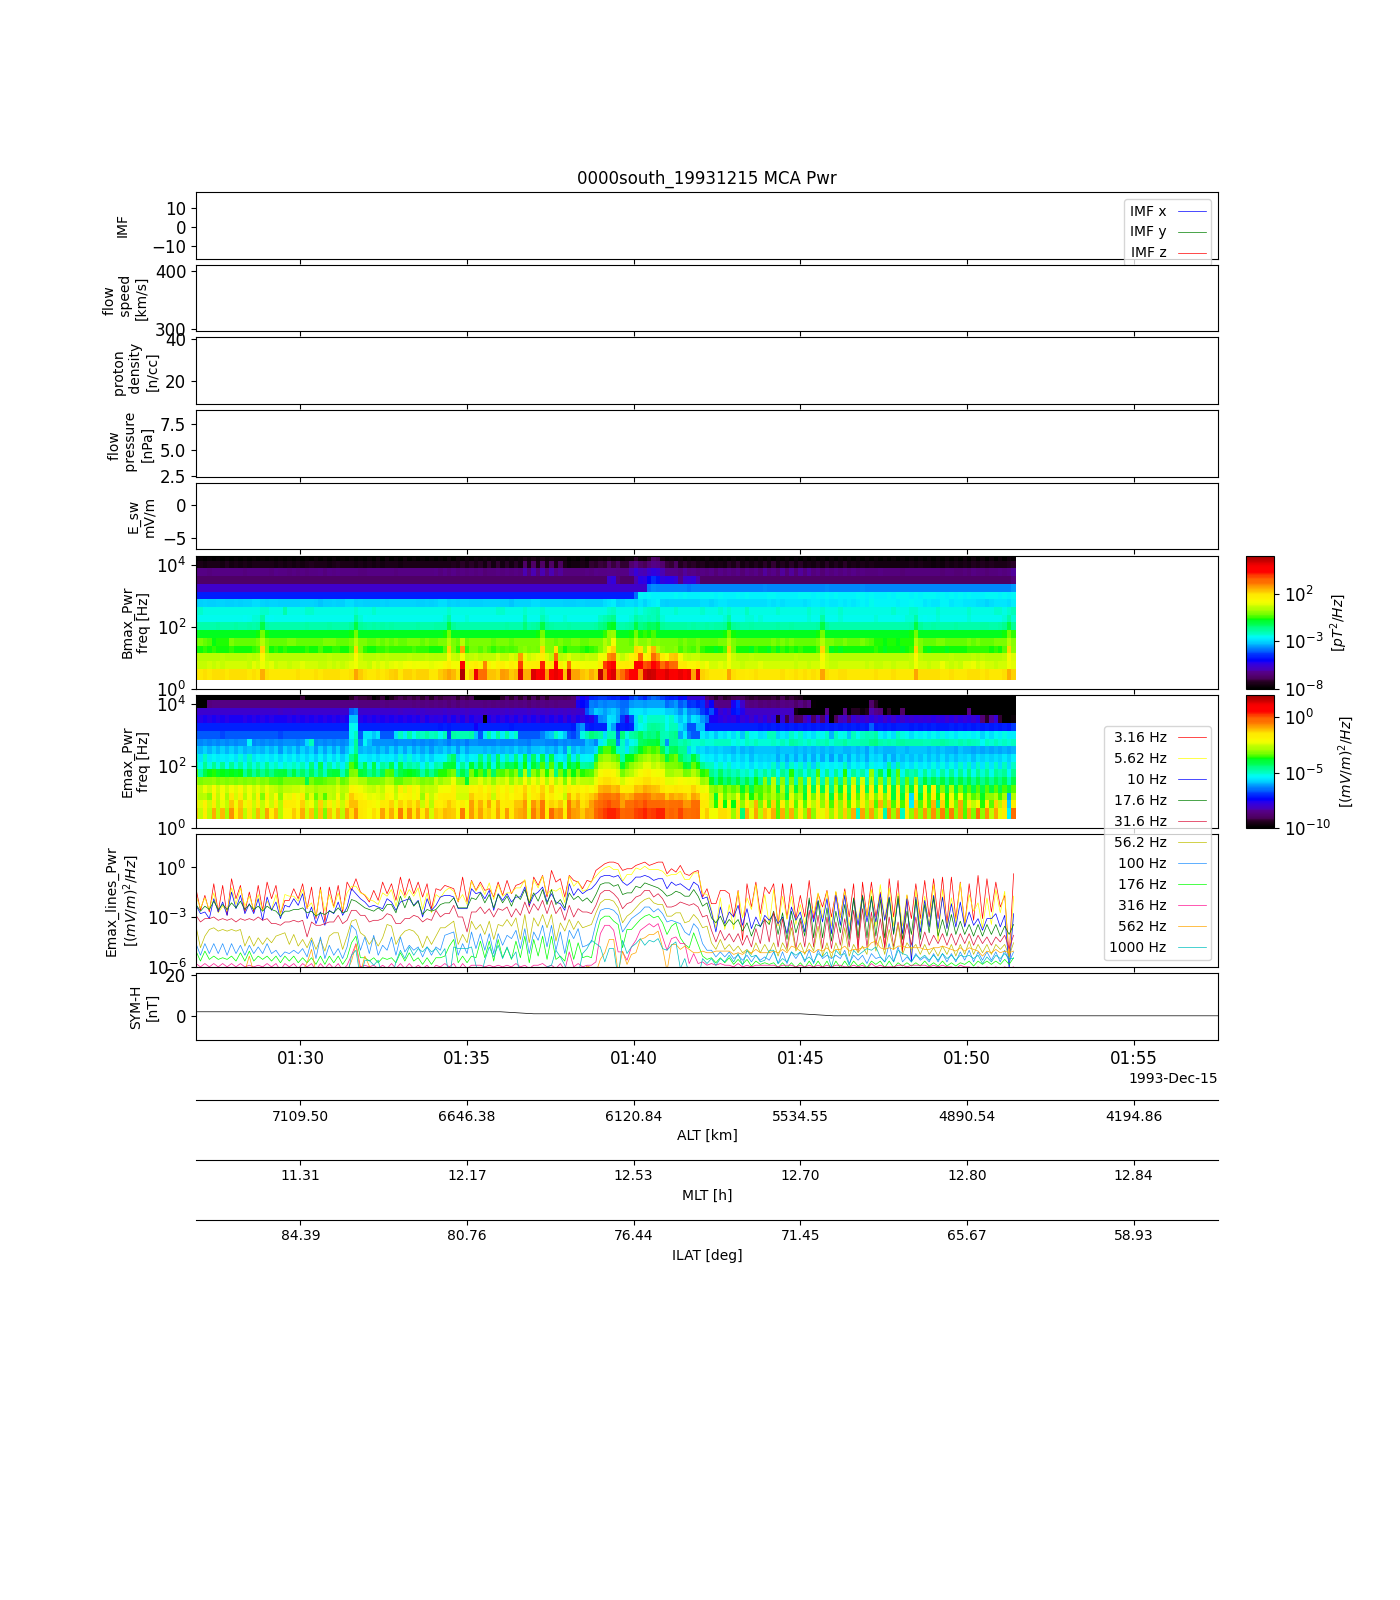 0000south_19931215 MCA Pwr
IMF
10
0
−10
IMF x
IMF y
IMF z
flow
speed
[km/s]
400
300
proton
density
[n/cc]
40
20
flow
pressure
[nPa]
7.5
5.0
2.5
E_sw
mV/m
0
−5
Bmax_Pwr
freq [Hz]
10^4
10^2
10^0
10^2
10^-3
10^-8
[pT^2/Hz]
Emax_Pwr
freq [Hz]
10^4
10^2
10^0
10^0
10^-5
10^-10
[(mV/m)^2/Hz]
3.16 Hz
5.62 Hz
10 Hz
17.6 Hz
31.6 Hz
56.2 Hz
100 Hz
176 Hz
316 Hz
562 Hz
1000 Hz
Emax_lines_Pwr
[(mV/m)^2/Hz]
10^0
10^-3
10^-6
SYM-H
[nT]
20
0
01:30 01:35 01:40 01:45 01:50 01:55
1993-Dec-15
7109.50 6646.38 6120.84 5534.55 4890.54 4194.86
ALT [km]
11.31 12.17 12.53 12.70 12.80 12.84
MLT [h]
84.39 80.76 76.44 71.45 65.67 58.93
ILAT [deg]